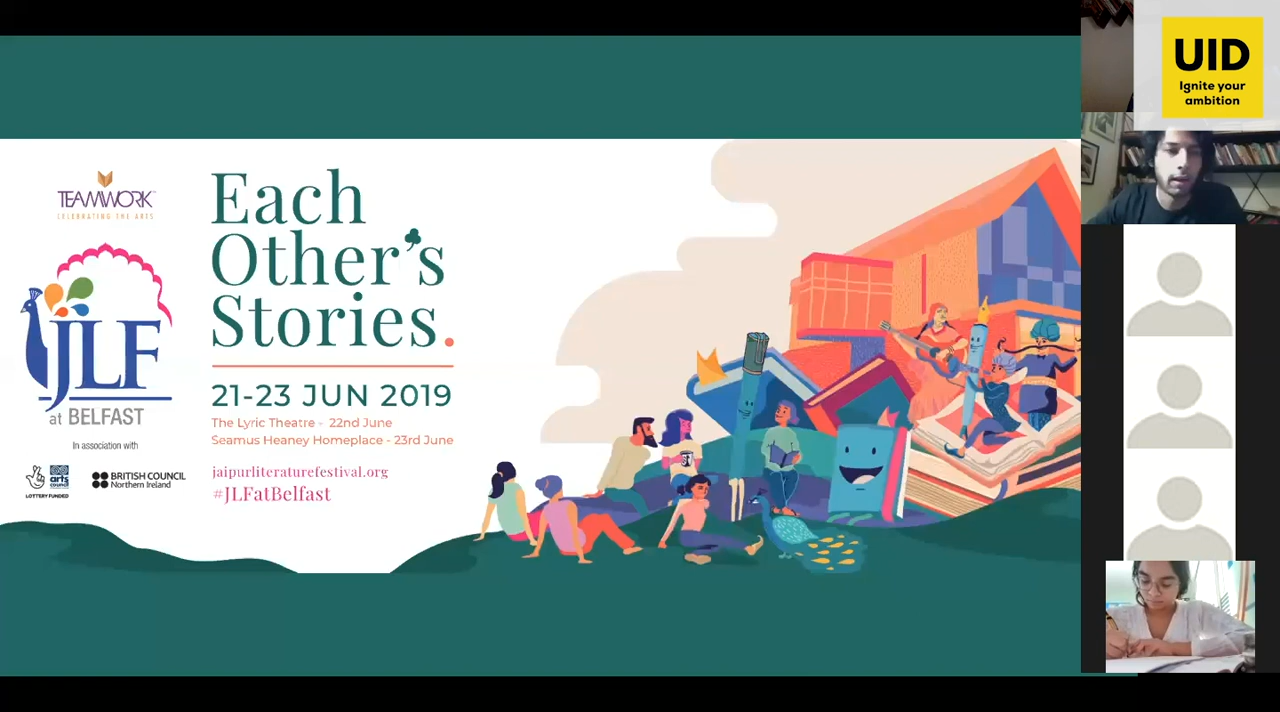 TEAMWORK
CELEBRATING THE ARTS
JLF
at BELFAST
In association with
LOTTERY FUNDED
arts
council
BRITISH COUNCIL
Northern Ireland
Each
Other's
Stories.
21-23 JUN 2019
The Lyric Theatre - 22nd June
Seamus Heaney Homeplace - 23rd June
jaipurliteraturefestival.org
#JLFatBelfast
UID
Ignite your
ambition